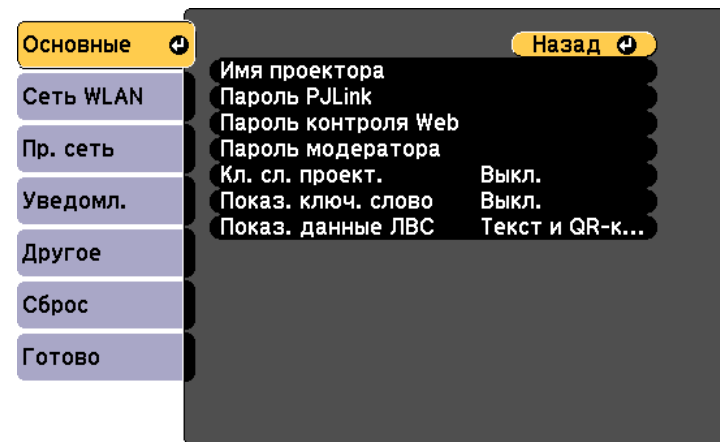 Основные
Назад
Имя проектора
Сеть WLAN
Пароль PJLink
Пароль контроля Web
Пр. сеть
Пароль модератора
Кл. сл. проект. Выкл.
Уведомл.
Показ. ключ. слово Выкл.
Показ. данные ЛВС Текст и QR-к...
Другое
Сброс
Готово